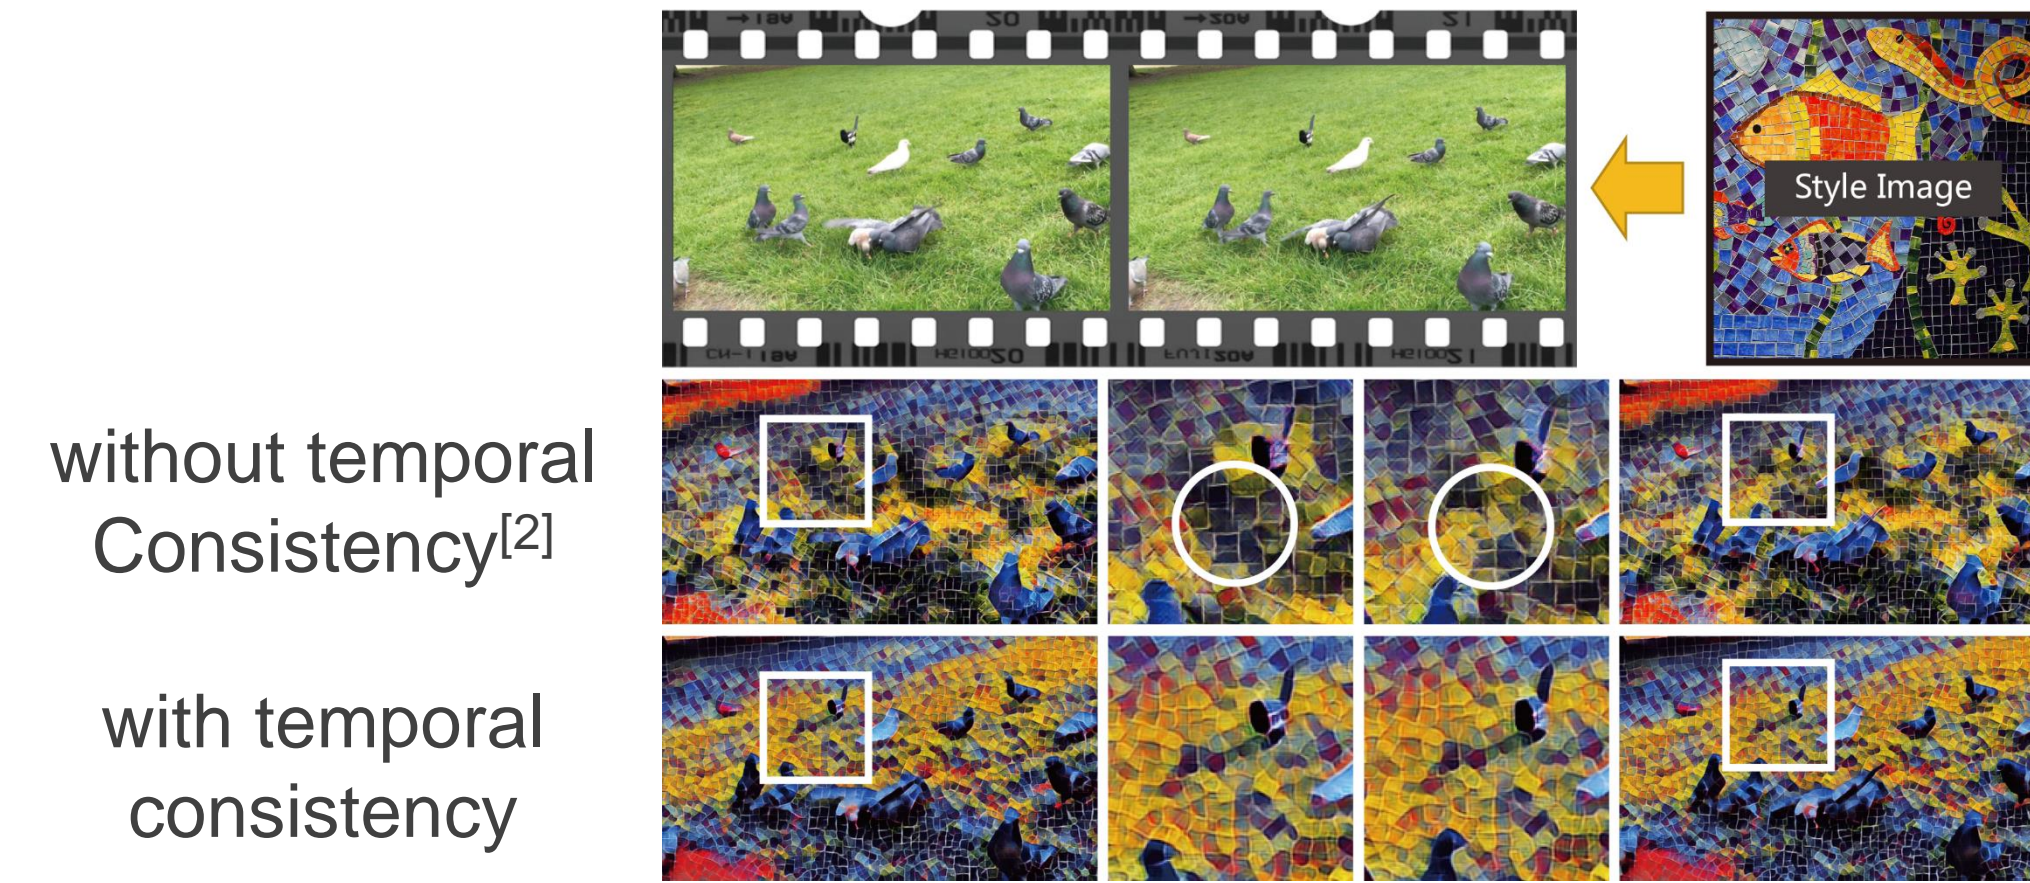 Style Image
without temporal
Consistency[2]
with temporal
consistency